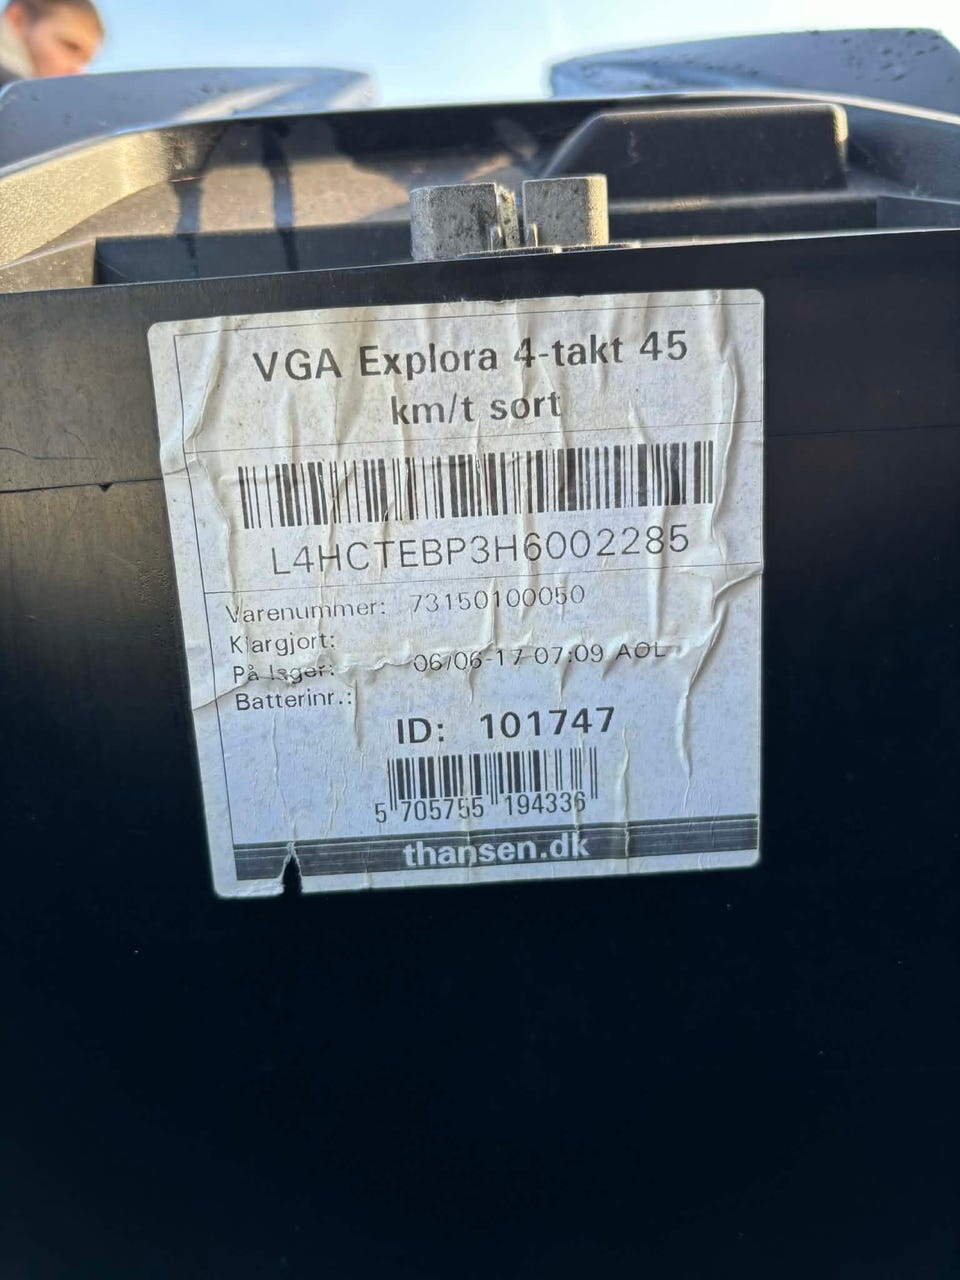 VGA Explora 4-takt 45
km/t sort
L4HCTEBP3H6002285
Varenummer: 73150100050
Klargjort:
På lager: 06/06-17 07:09 AOL
Batterinr.:
ID: 101747
5 705755 194336
thansen.dk